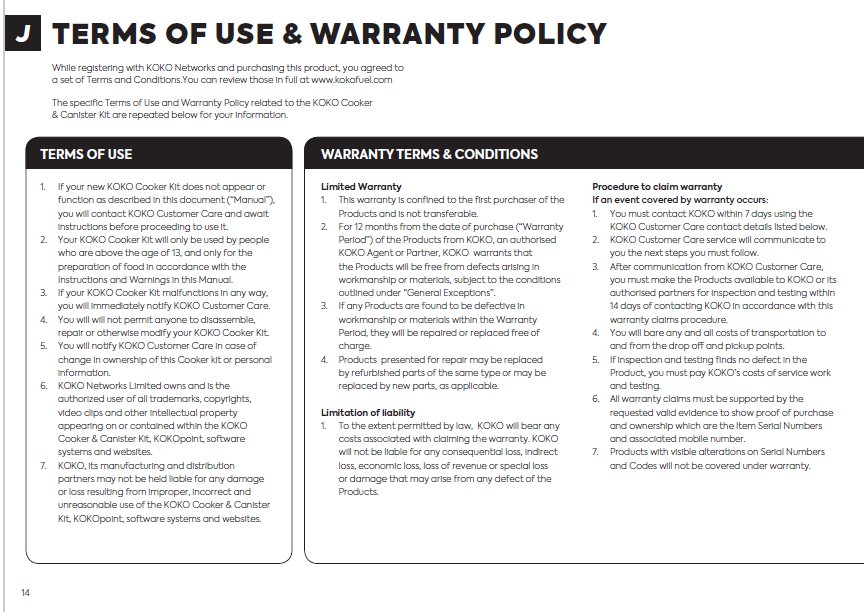 J TERMS OF USE & WARRANTY POLICY
While registering with KOKO Networks and purchasing this product, you agreed to
a set of Terms and Conditions.You can review those in full at www.kokofuel.com
The specific Terms of Use and Warranty Policy related to the KOKO Cooker
& Canister Kit are repeated below for your information.
TERMS OF USE
1. If your new KOKO Cooker Kit does not appear or
function as described in this document (“Manual”),
you will contact KOKO Customer Care and await
instructions before proceeding to use it.
2. Your KOKO Cooker Kit will only be used by people
who are above the age of 13, and only for the
preparation of food in accordance with the
Instructions and Warnings in this Manual.
3. If your KOKO Cooker Kit malfunctions in any way,
you will immediately notify KOKO Customer Care.
4. You will will not permit anyone to disassemble,
repair or otherwise modify your KOKO Cooker Kit.
5. You will notify KOKO Customer Care in case of
change in ownership of this Cooker kit or personal
information.
6. KOKO Networks Limited owns and is the
authorized user of all trademarks, copyrights,
video clips and other intellectual property
appearing on or contained within the KOKO
Cooker & Canister Kit, KOKOpoint, software
systems and websites.
7. KOKO, its manufacturing and distribution
partners may not be held liable for any damage
or loss resulting from improper, incorrect and
unreasonable use of the KOKO Cooker & Canister
Kit, KOKOpoint, software systems and websites.
WARRANTY TERMS & CONDITIONS
Limited Warranty
1. This warranty is confined to the first purchaser of the
Products and is not transferable.
2. For 12 months from the date of purchase (“Warranty
Period”) of the Products from KOKO, an authorised
KOKO Agent or Partner, KOKO warrants that
the Products will be free from defects arising in
workmanship or materials, subject to the conditions
outlined under “General Exceptions”.
3. If any Products are found to be defective in
workmanship or materials within the Warranty
Period, they will be repaired or replaced free of
charge.
4. Products presented for repair may be replaced
by refurbished parts of the same type or may be
replaced by new parts, as applicable.
Limitation of liability
1. To the extent permitted by law, KOKO will bear any
costs associated with claiming the warranty. KOKO
will not be liable for any consequential loss, indirect
loss, economic loss, loss of revenue or special loss
or damage that may arise from any defect of the
Products.
Procedure to claim warranty
If an event covered by warranty occurs:
1. You must contact KOKO within 7 days using the
KOKO Customer Care contact details listed below.
2. KOKO Customer Care service will communicate to
you the next steps you must follow.
3. After communication from KOKO Customer Care,
you must make the Products available to KOKO or its
authorised partners for inspection and testing within
14 days of contacting KOKO in accordance with this
warranty claims procedure.
4. You will bare any and all costs of transportation to
and from the drop off and pickup points.
5. If inspection and testing finds no defect in the
Product, you must pay KOKO’s costs of service work
and testing.
6. All warranty claims must be supported by the
requested valid evidence to show proof of purchase
and ownership which are the Item Serial Numbers
and associated mobile number.
7. Products with visible alterations on Serial Numbers
and Codes will not be covered under warranty.
14